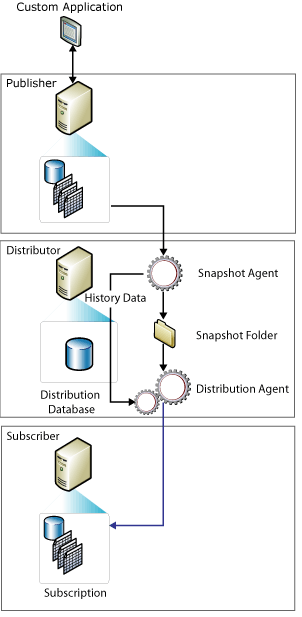 Custom Application
Publisher
Distributor
Snapshot Agent
History Data
Snapshot Folder
Distribution Agent
Distribution
Database
Subscriber
Subscription